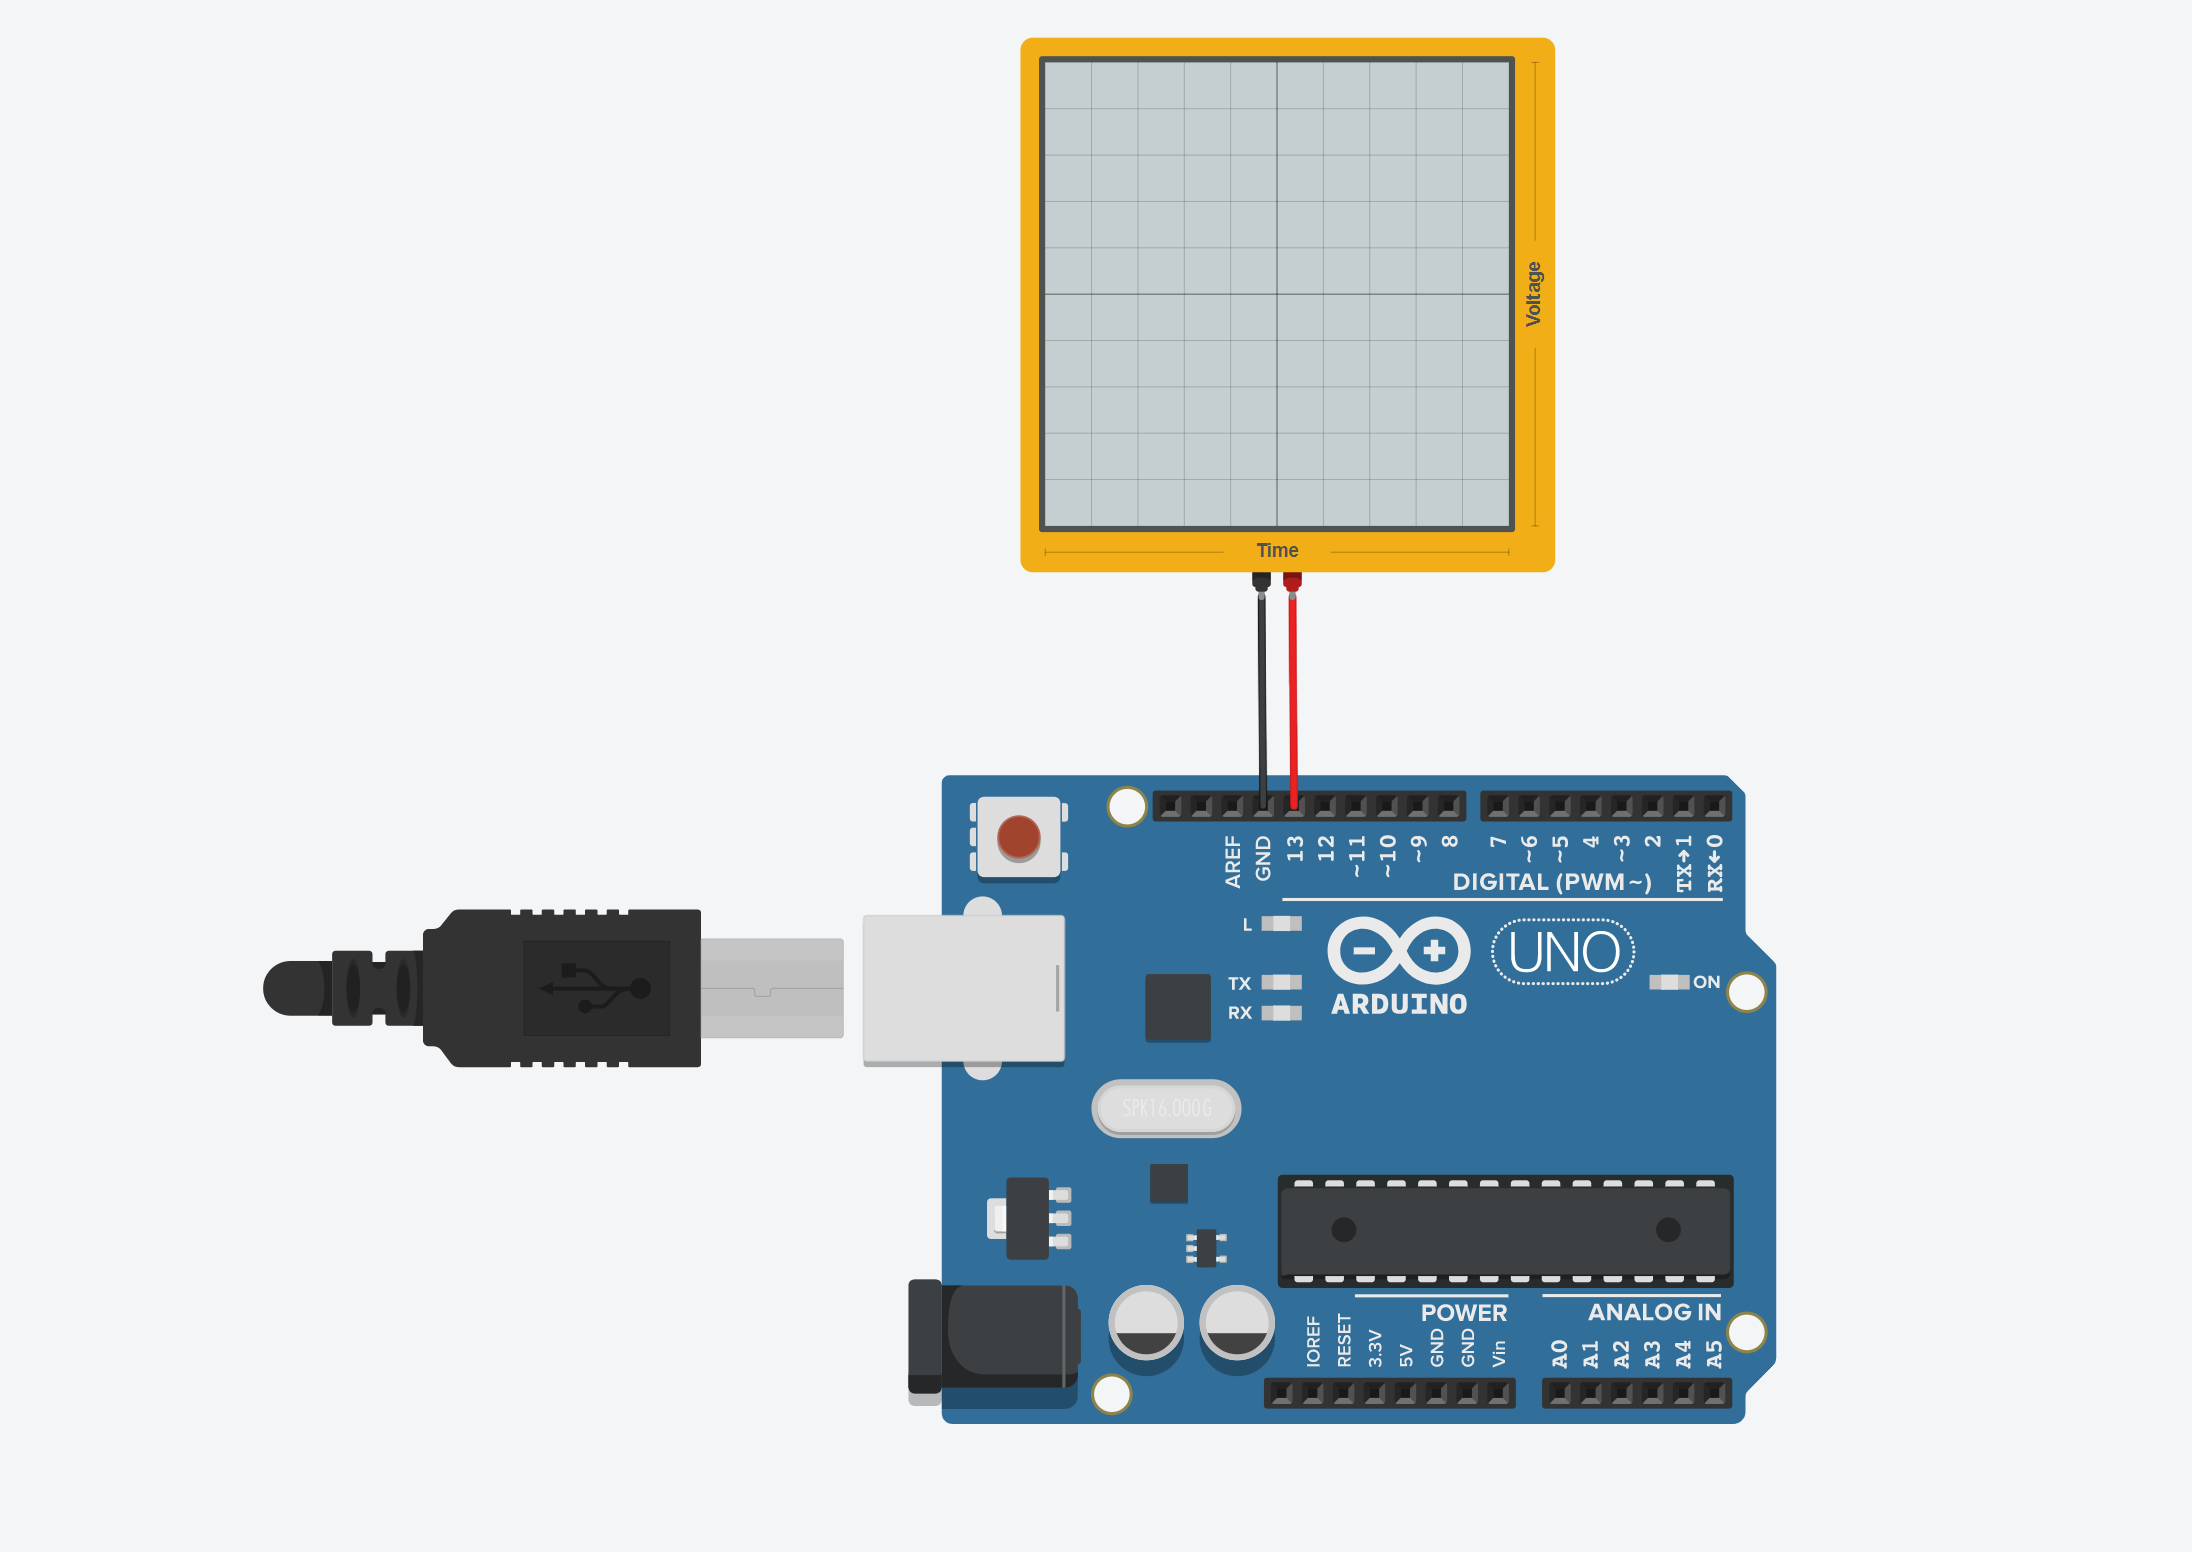 Voltage
Time
AREF
GND
13
12
~11
~10
~9
8
7
~6
~5
4
~3
2
TX→1
RX←0
DIGITAL (PWM~)
L
TX
RX
UNO
ARDUINO
ON
SPK16.000G
POWER
ANALOG IN
IOREF
RESET
3.3V
5V
GND
GND
Vin
A0
A1
A2
A3
A4
A5